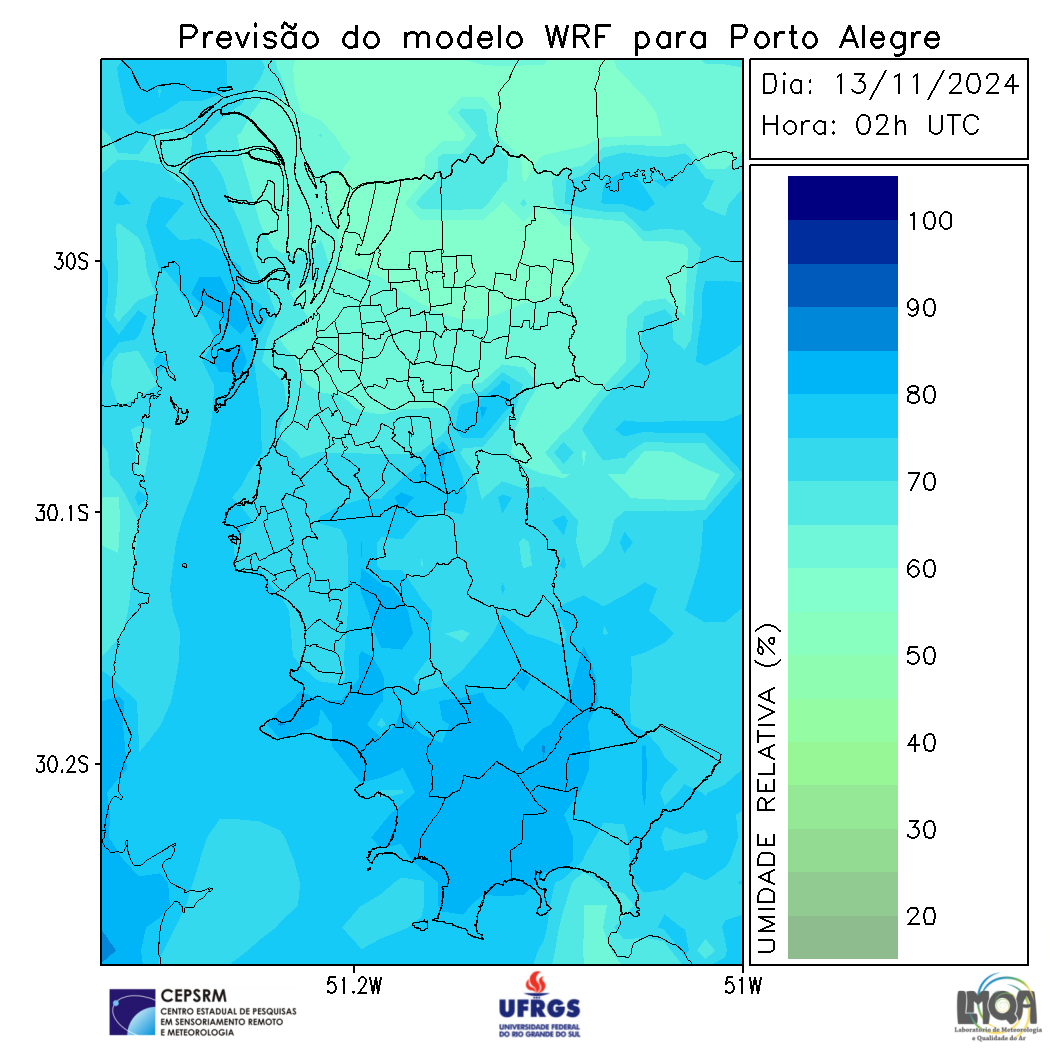 Previsão do modelo WRF para Porto Alegre
Dia: 13/11/2024
Hora: 02h UTC
30S
30.1S
30.2S
51.2W
51W
100
90
80
70
60
50
40
30
20
UMIDADE RELATIVA (%)
CEPSRM
CENTRO ESTADUAL DE PESQUISAS
EM SENSORIAMENTO REMOTO
E METEOROLOGIA
UFRGS
UNIVERSIDADE FEDERAL
DO RIO GRANDE DO SUL
LMQA
Laboratório de Meteorologia
e Qualidade do Ar